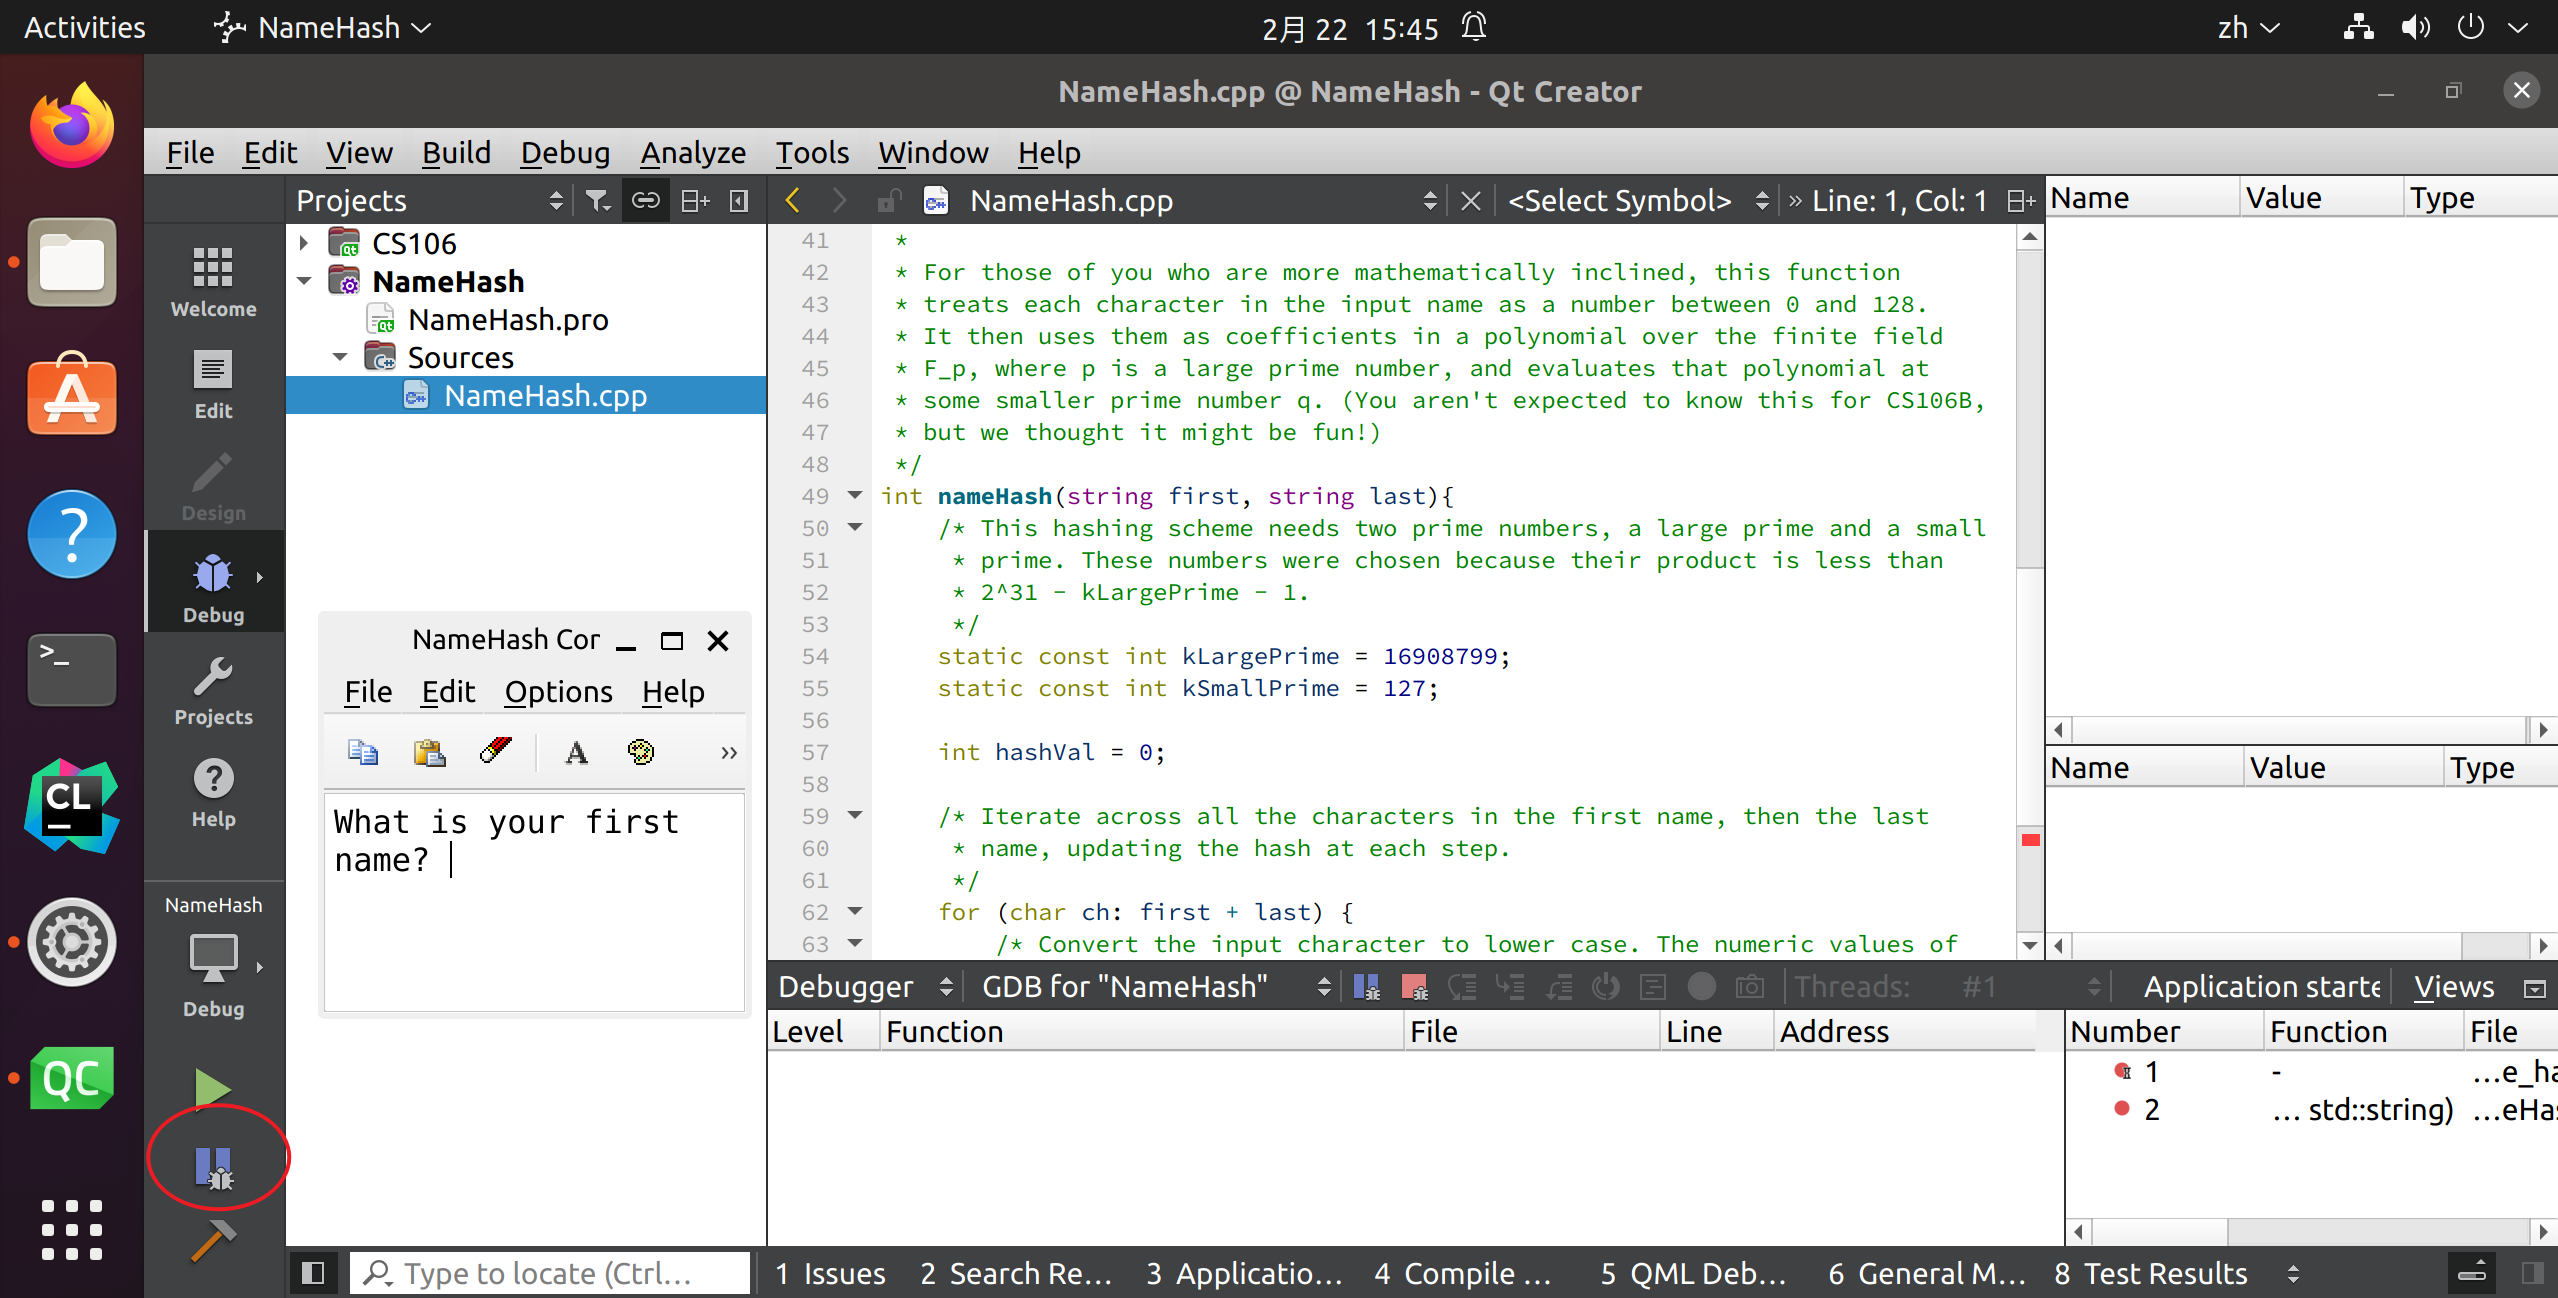 Activities
NameHash
2月 22 15:45
zh
NameHash.cpp @ NameHash - Qt Creator
File Edit View Build Debug Analyze Tools Window Help
Projects
NameHash.cpp
<Select Symbol>
» Line: 1, Col: 1
Name Value Type
Welcome
Edit
Design
Debug
Projects
Help
NameHash
Debug
CS106
NameHash
NameHash.pro
Sources
NameHash.cpp
NameHash Cor
File Edit Options Help
»
What is your first
name?
41 *
42 * For those of you who are more mathematically inclined, this function
43 * treats each character in the input name as a number between 0 and 128.
44 * It then uses them as coefficients in a polynomial over the finite field
45 * F_p, where p is a large prime number, and evaluates that polynomial at
46 * some smaller prime number q. (You aren't expected to know this for CS106B,
47 * but we thought it might be fun!)
48 */
49 int nameHash(string first, string last){
50 /* This hashing scheme needs two prime numbers, a large prime and a small
51 * prime. These numbers were chosen because their product is less than
52 * 2^31 - kLargePrime - 1.
53 */
54 static const int kLargePrime = 16908799;
55 static const int kSmallPrime = 127;
56
57 int hashVal = 0;
58
59 /* Iterate across all the characters in the first name, then the last
60 * name, updating the hash at each step.
61 */
62 for (char ch: first + last) {
63 /* Convert the input character to lower case. The numeric values of
Name Value Type
Debugger
GDB for "NameHash"
Threads: #1
Application starte
Views
Level Function File Line Address
Number Function File
1 - …e_ha
2 … std::string) …eHas
CL
QC
Type to locate (Ctrl…
1 Issues 2 Search Re… 3 Applicatio… 4 Compile … 5 QML Deb… 6 General M… 8 Test Results